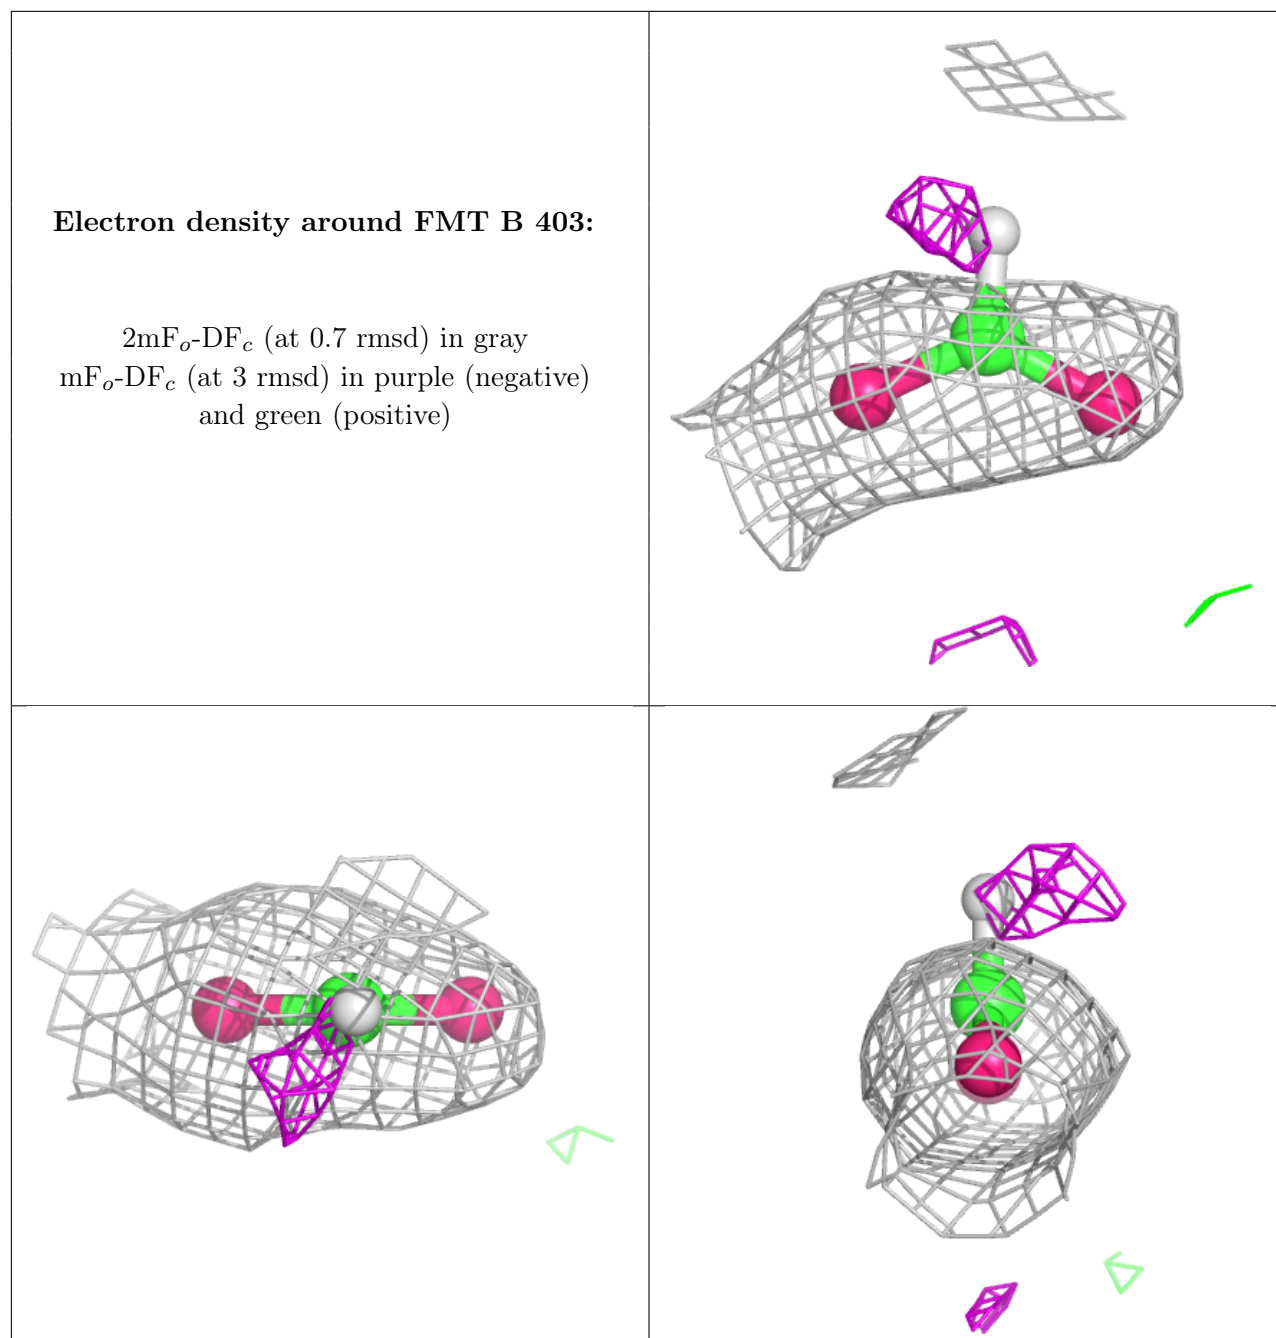 Electron density around FMT B 403:
2mF𝑜-DF𝑐 (at 0.7 rmsd) in gray
mF𝑜-DF𝑐 (at 3 rmsd) in purple (negative)
and green (positive)